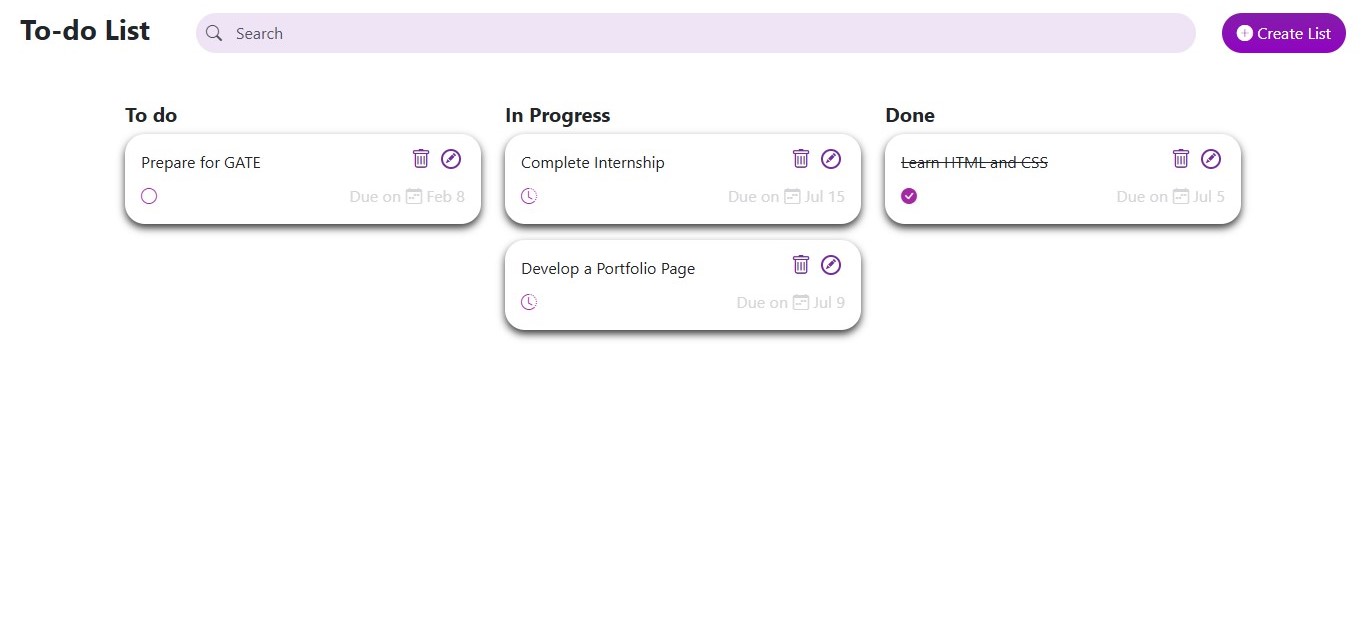 To-do List
Search
Create List
To do
Prepare for GATE
Due on Feb 8
In Progress
Complete Internship
Due on Jul 15
Develop a Portfolio Page
Due on Jul 9
Done
Learn HTML and CSS
Due on Jul 5